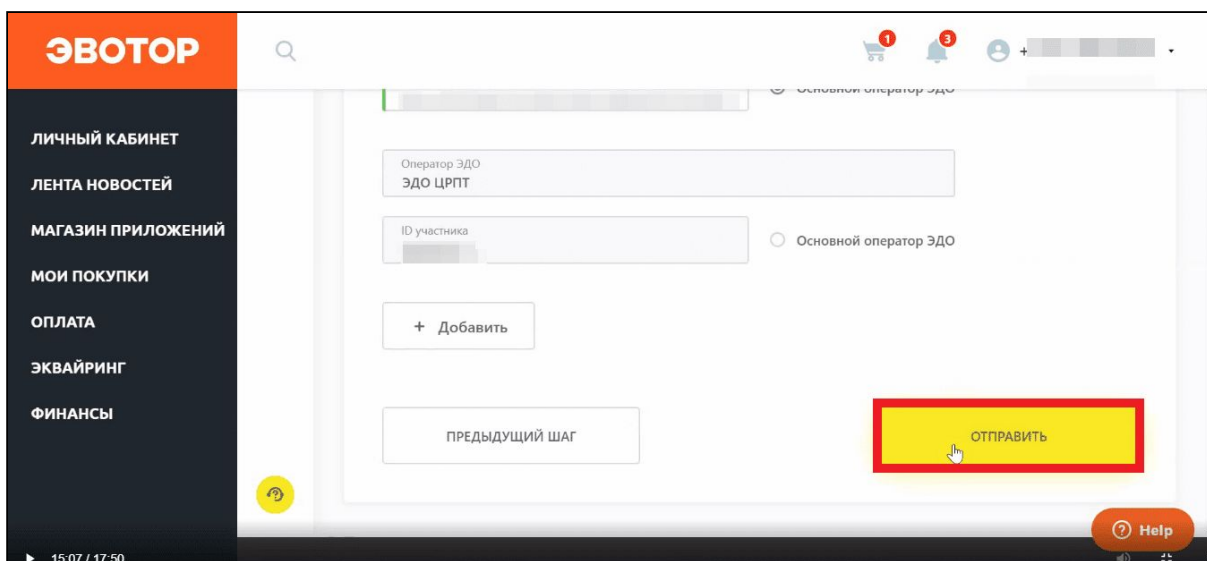 ЭВОТОР
1
3
+
ЛИЧНЫЙ КАБИНЕТ
ЛЕНТА НОВОСТЕЙ
МАГАЗИН ПРИЛОЖЕНИЙ
МОИ ПОКУПКИ
ОПЛАТА
ЭКВАЙРИНГ
ФИНАНСЫ
Основной оператор ЭДО
Оператор ЭДО
ЭДО ЦРПТ
ID участника
Основной оператор ЭДО
+ Добавить
ПРЕДЫДУЩИЙ ШАГ
ОТПРАВИТЬ
? Help
15:07 / 17:50